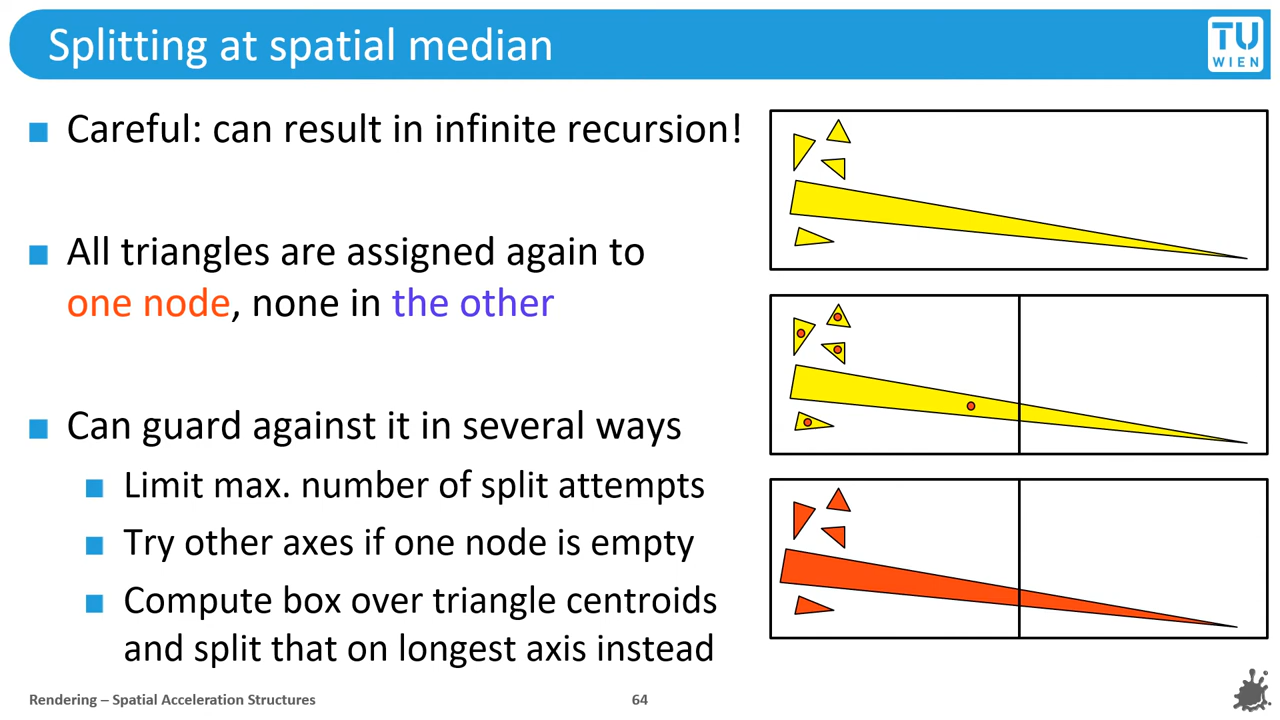 Splitting at spatial median
TU
WIEN
Careful: can result in infinite recursion!
All triangles are assigned again to
one node, none in the other
Can guard against it in several ways
Limit max. number of split attempts
Try other axes if one node is empty
Compute box over triangle centroids
and split that on longest axis instead
Rendering – Spatial Acceleration Structures
64